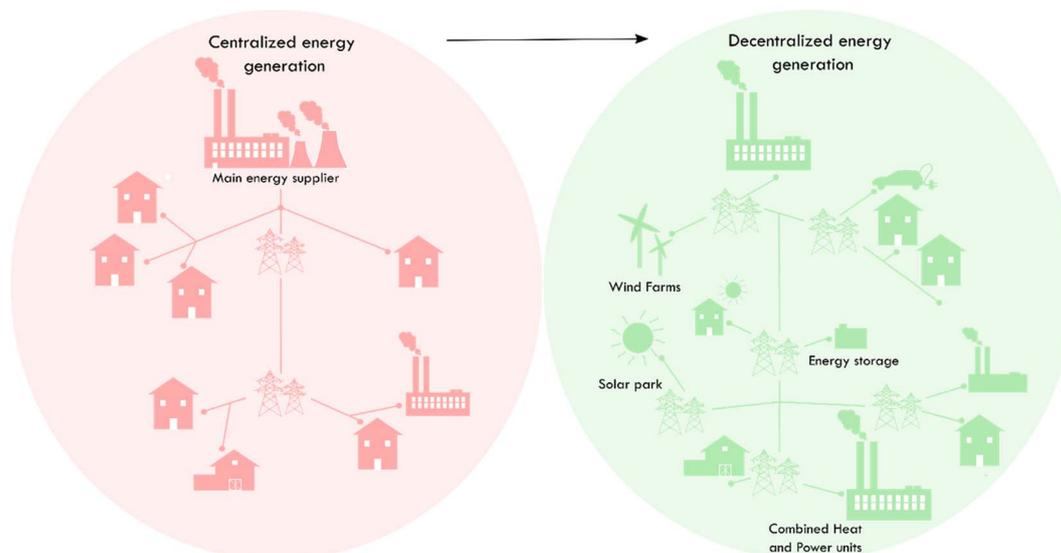 Centralized energy
generation
Main energy supplier
Decentralized energy
generation
Wind Farms
Solar park
Energy storage
Combined Heat
and Power units